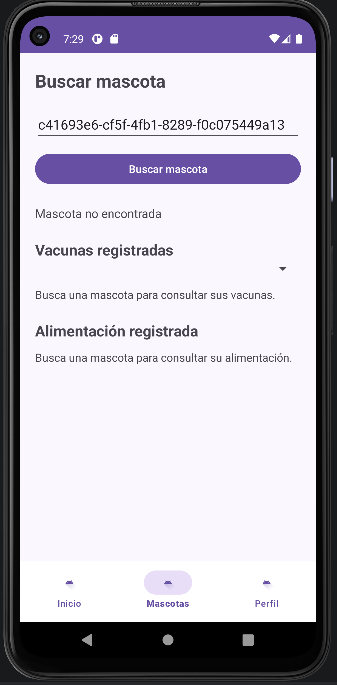 7:29
Buscar mascota
c41693e6-cf5f-4fb1-8289-f0c075449a13
Buscar mascota
Mascota no encontrada
Vacunas registradas
Busca una mascota para consultar sus vacunas.
Alimentación registrada
Busca una mascota para consultar su alimentación.
Inicio
Mascotas
Perfil